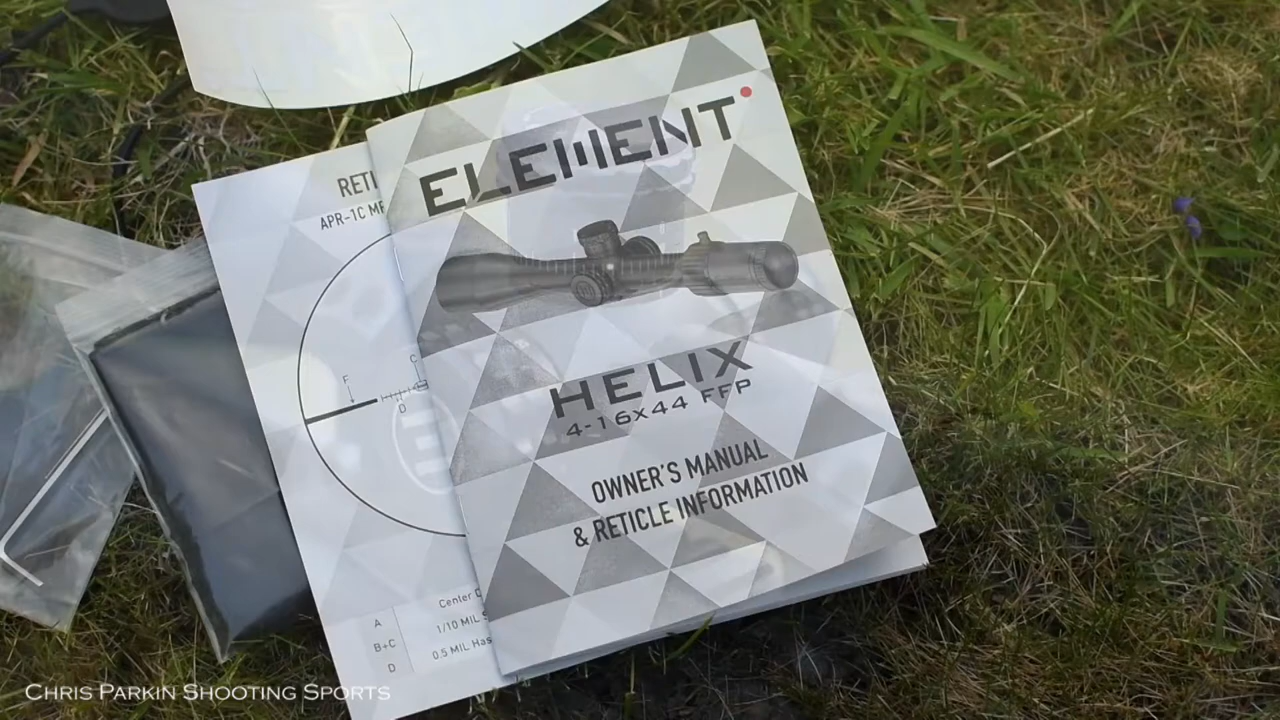 ELEMENT
HELIX
4-16x44 FFP
OWNER'S MANUAL
& RETICLE INFORMATION
RETI
APR-1C
F
C
D
A
B+C
D
Center
1/10 MIL
0.5 MIL Has
CHRIS PARKIN SHOOTING SPORTS